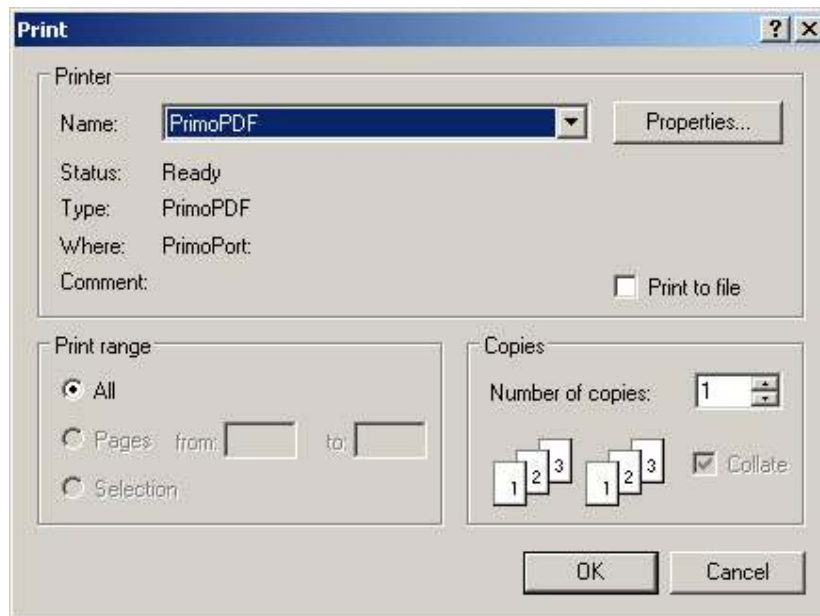 Print
Printer
Name: PrimoPDF Properties...
Status: Ready
Type: PrimoPDF
Where: PrimoPort:
Comment:
Print to file
Print range
All
Pages from: to:
Selection
Copies
Number of copies: 1
1 2 3 1 2 3
Collate
OK Cancel